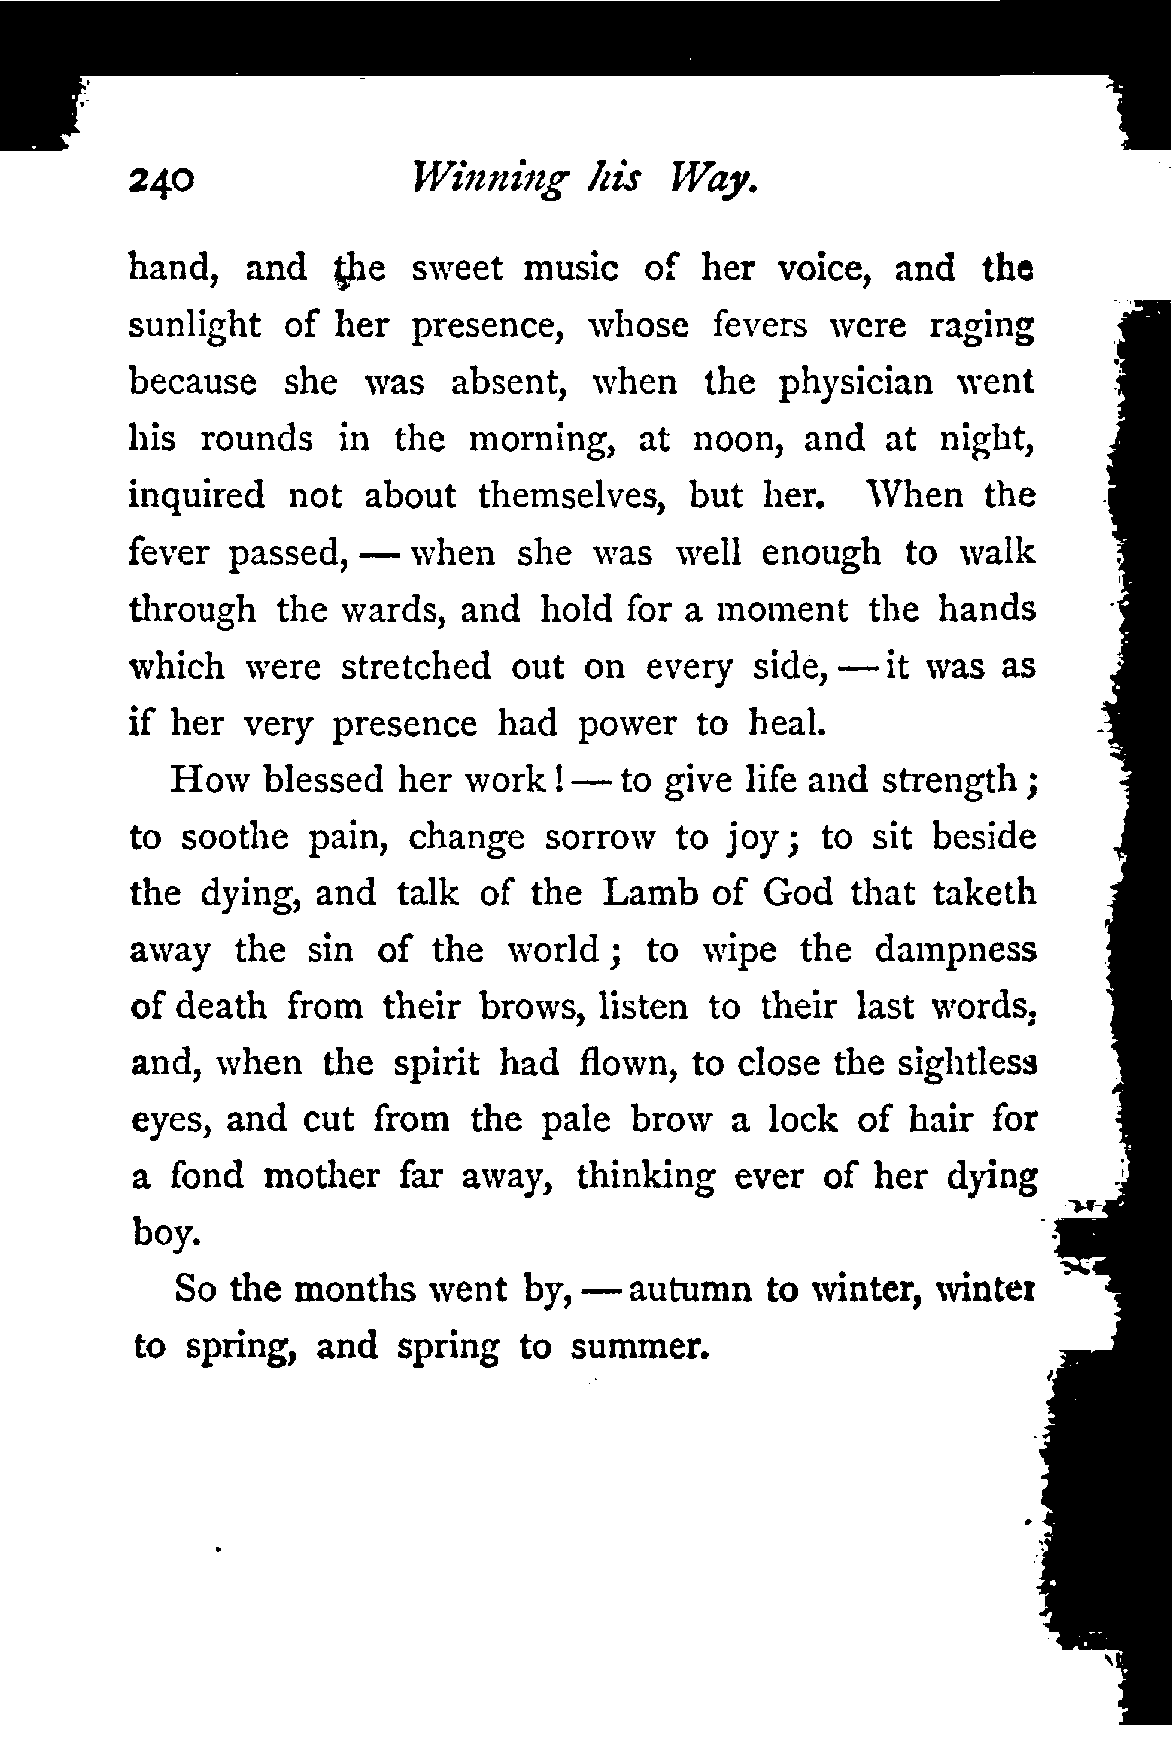 240 Winning his Way.
hand, and the sweet music of her voice, and the
sunlight of her presence, whose fevers were raging
because she was absent, when the physician went
his rounds in the morning, at noon, and at night,
inquired not about themselves, but her. When the
fever passed, — when she was well enough to walk
through the wards, and hold for a moment the hands
which were stretched out on every side, — it was as
if her very presence had power to heal.
How blessed her work! — to give life and strength;
to soothe pain, change sorrow to joy; to sit beside
the dying, and talk of the Lamb of God that taketh
away the sin of the world; to wipe the dampness
of death from their brows, listen to their last words,
and, when the spirit had flown, to close the sightless
eyes, and cut from the pale brow a lock of hair for
a fond mother far away, thinking ever of her dying
boy.
So the months went by, — autumn to winter, winter
to spring, and spring to summer.